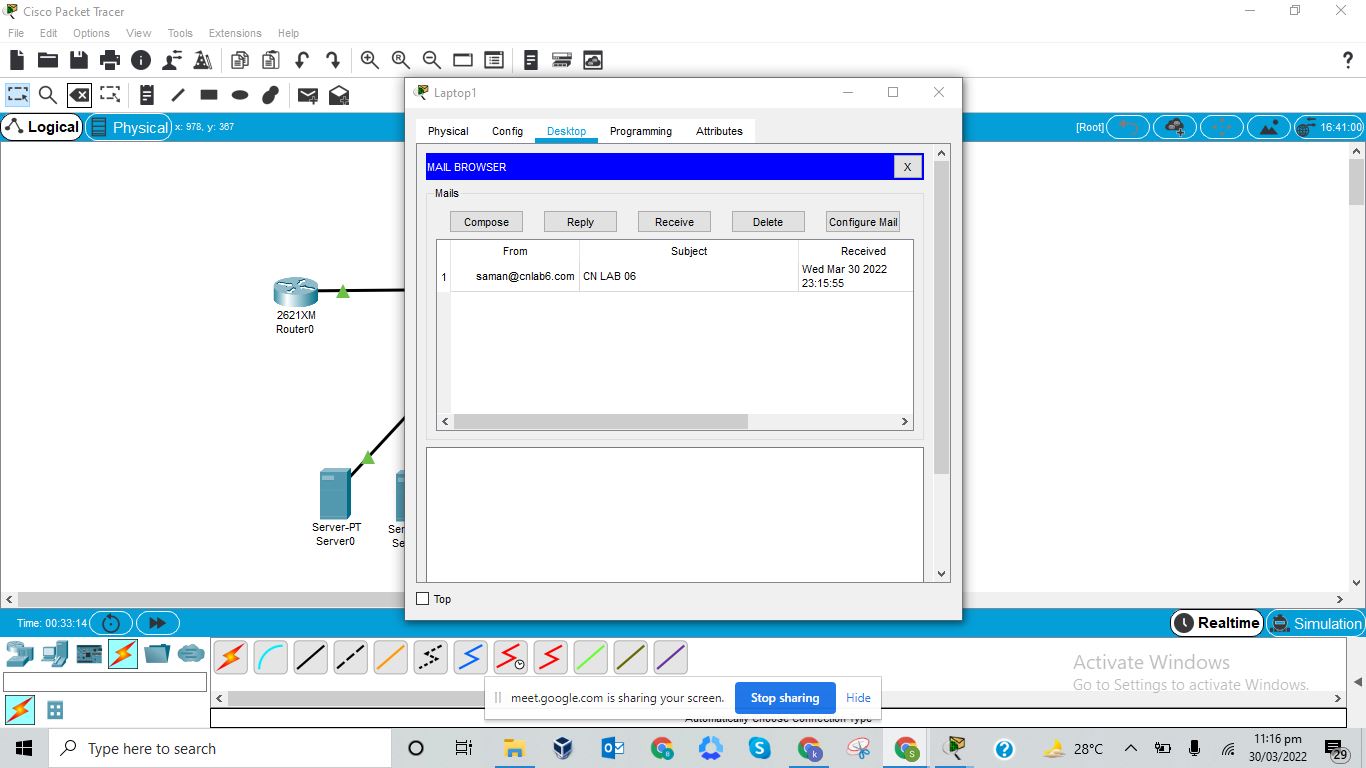 Cisco Packet Tracer
File Edit Options View Tools Extensions Help
?
Logical
Physical
x: 978, y: 367
[Root]
16:41:00
2621XM
Router0
Server-PT
Server0
Ser
Se
Laptop1
Physical Config Desktop Programming Attributes
MAIL BROWSER
X
Mails
Compose Reply Receive Delete Configure Mail
From Subject Received
1 saman@cnlab6.com CN LAB 06 Wed Mar 30 2022
23:15:55
Top
Time: 00:33:14
Realtime
Simulation
Activate Windows
Go to Settings to activate Windows.
meet.google.com is sharing your screen.
Stop sharing
Hide
Automatically Choose Connection Type
Type here to search
28°C
11:16 pm
30/03/2022
29